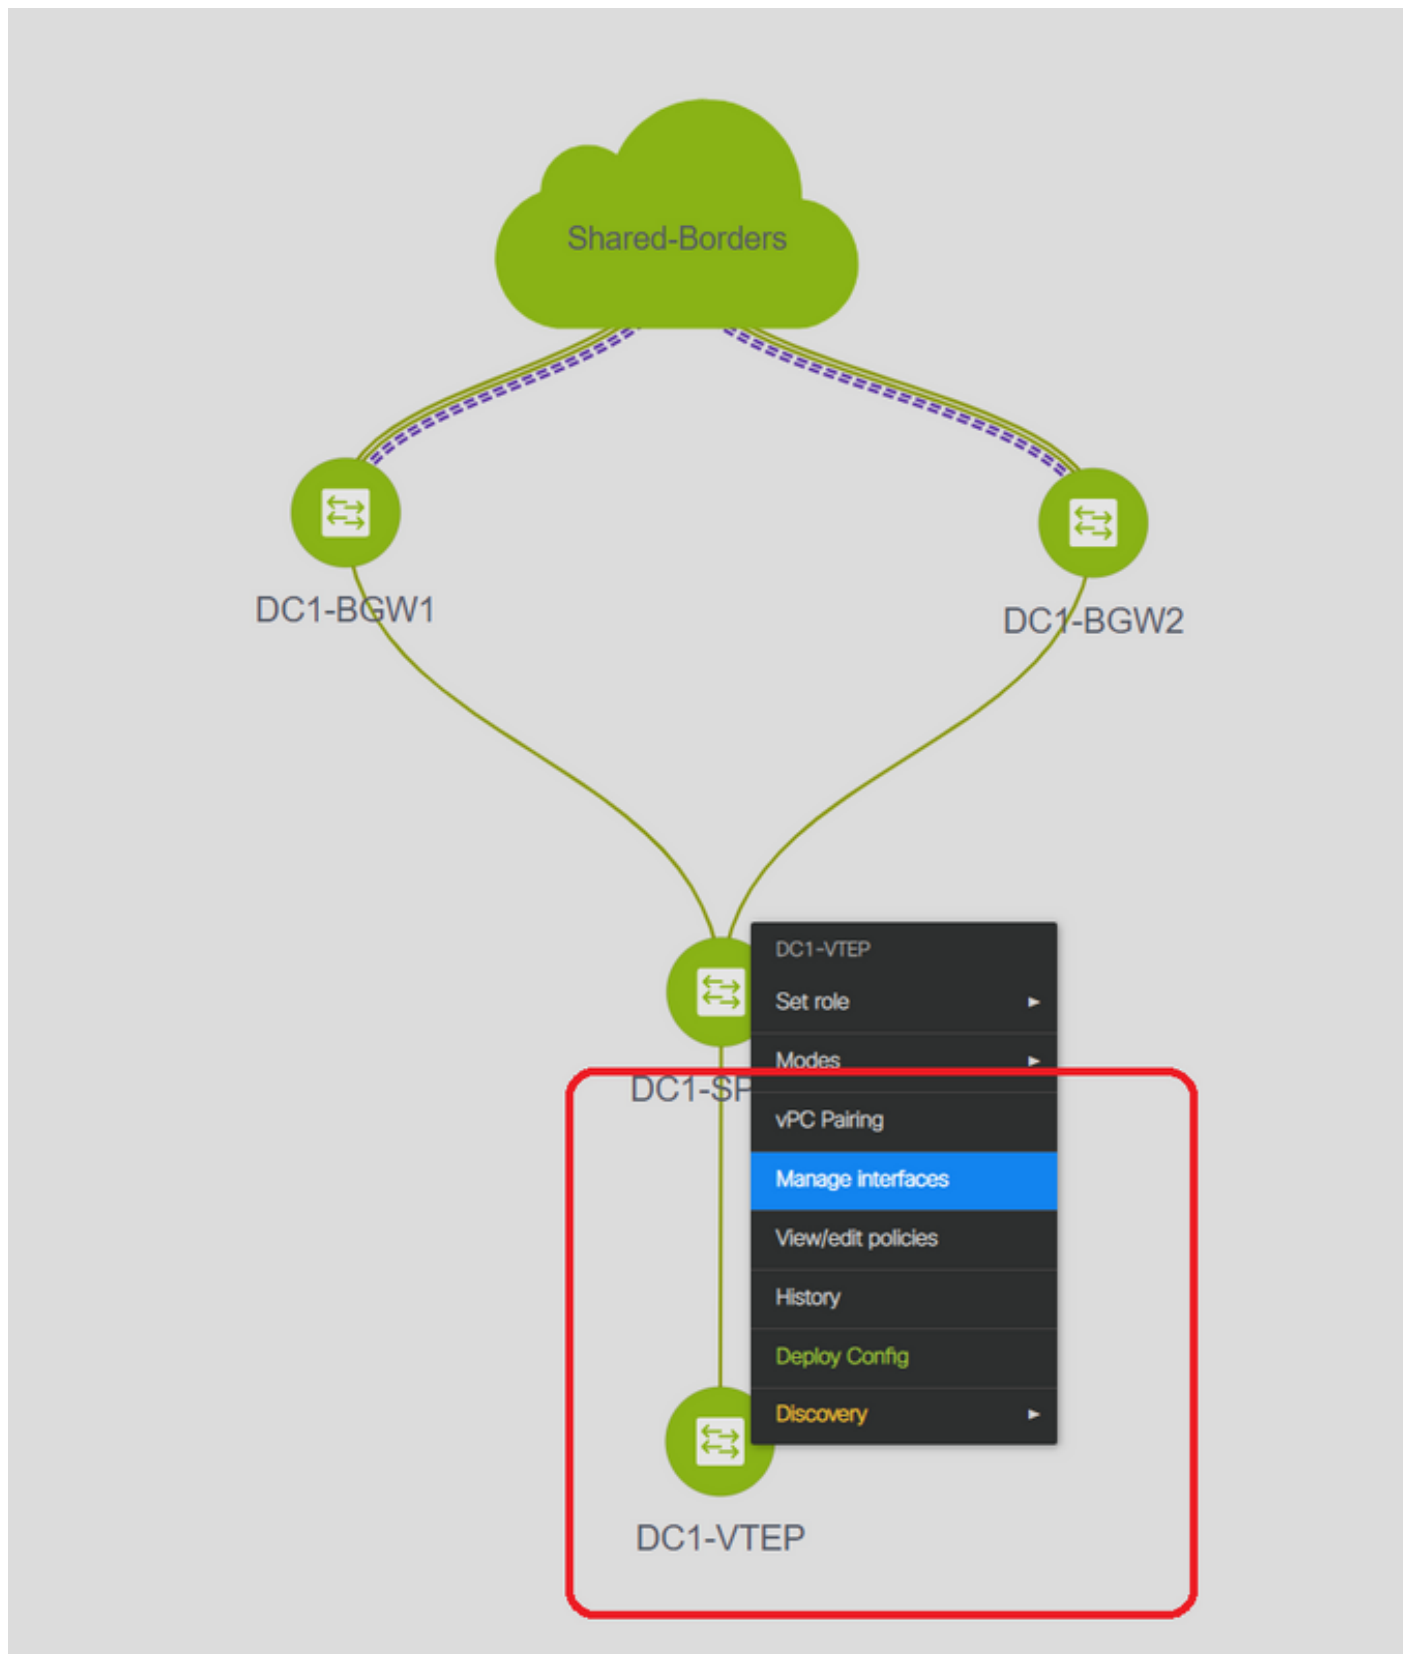 Shared-Borders
DC1-BGW1
DC1-BGW2
DC1-VTEP
Set role
Modes
DC1-SP
vPC Pairing
Manage interfaces
View/edit policies
History
Deploy Config
Discovery
DC1-VTEP